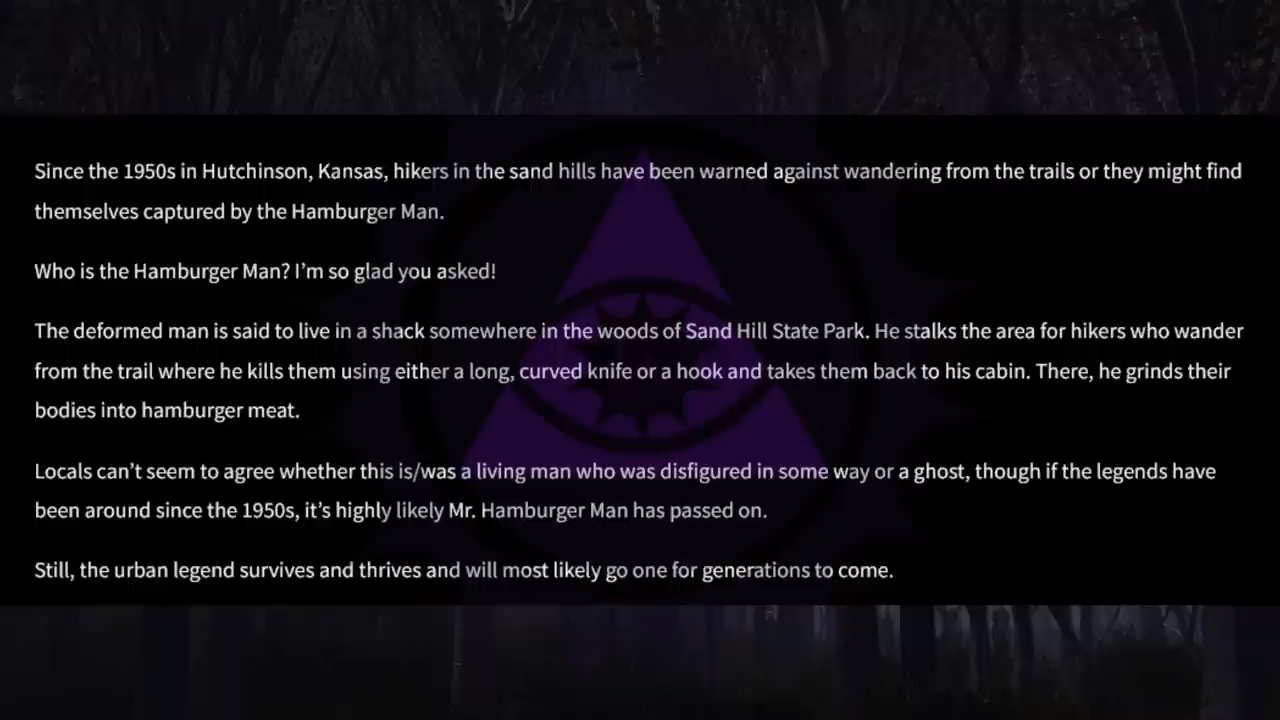 Since the 1950s in Hutchinson, Kansas, hikers in the sand hills have been warned against wandering from the trails or they might find
themselves captured by the Hamburger Man.
Who is the Hamburger Man? I’m so glad you asked!
The deformed man is said to live in a shack somewhere in the woods of Sand Hill State Park. He stalks the area for hikers who wander
from the trail where he kills them using either a long, curved knife or a hook and takes them back to his cabin. There, he grinds their
bodies into hamburger meat.
Locals can’t seem to agree whether this is/was a living man who was disfigured in some way or a ghost, though if the legends have
been around since the 1950s, it’s highly likely Mr. Hamburger Man has passed on.
Still, the urban legend survives and thrives and will most likely go one for generations to come.